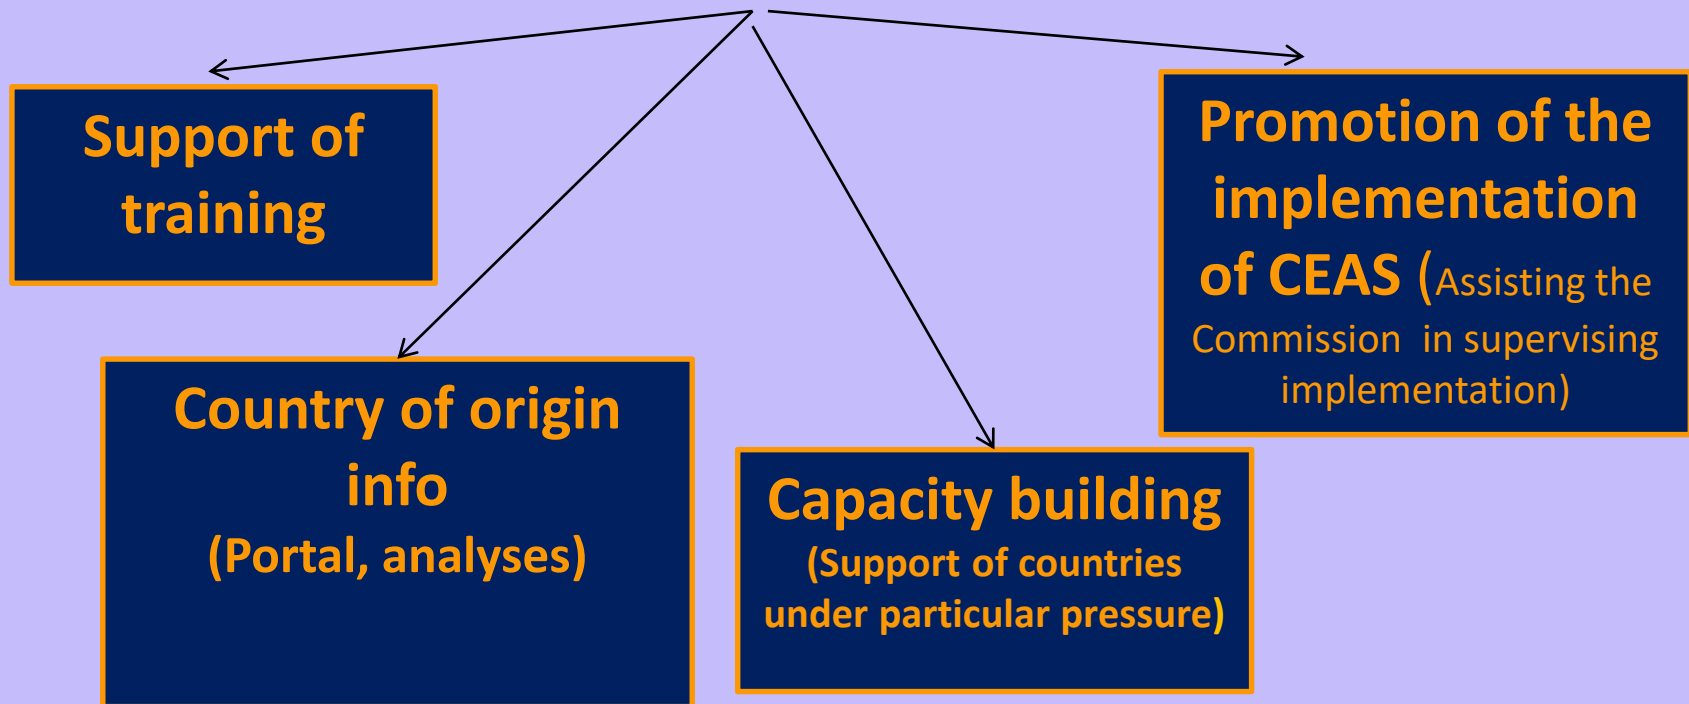 Support of
training
Country of origin
info
(Portal, analyses)
Capacity building
(Support of countries
under particular pressure)
Promotion of the
implementation
of CEAS (Assisting the
Commission in supervising
implementation)